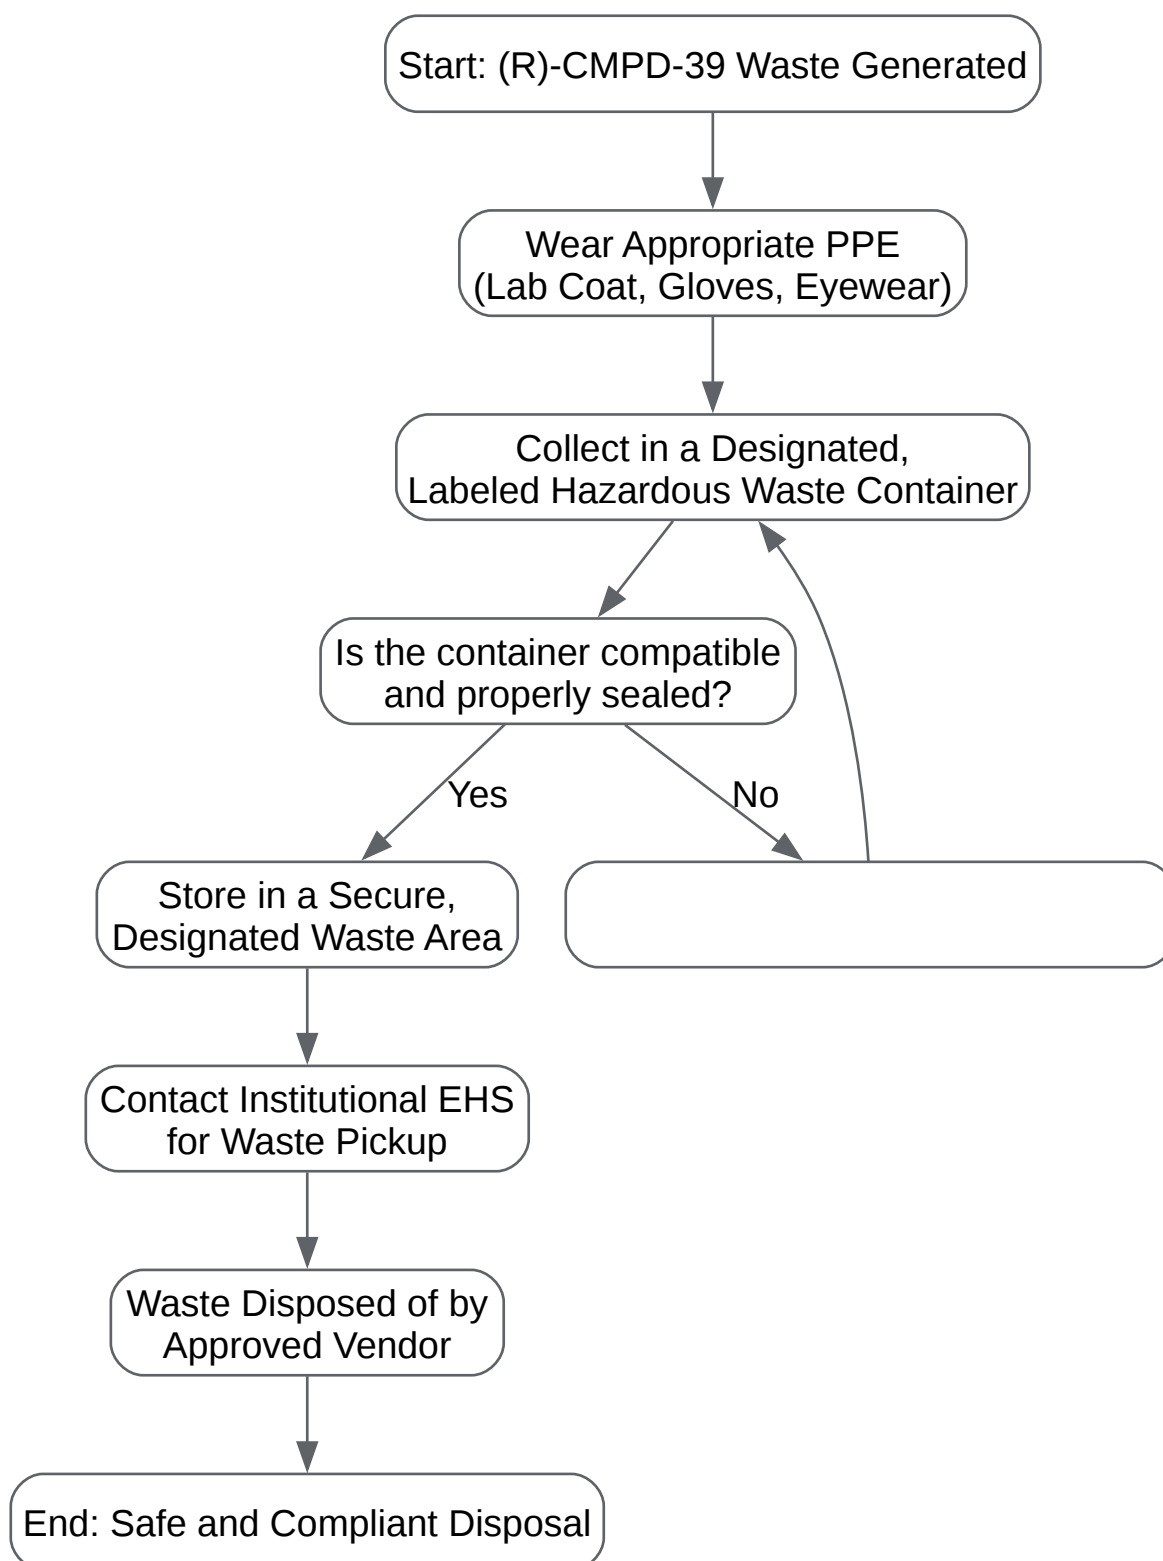 Start: (R)-CMPD-39 Waste Generated
Wear Appropriate PPE
(Lab Coat, Gloves, Eyewear)
Collect in a Designated,
Labeled Hazardous Waste Container
Is the container compatible
and properly sealed?
Yes
No
Store in a Secure,
Designated Waste Area
Contact Institutional EHS
for Waste Pickup
Waste Disposed of by
Approved Vendor
End: Safe and Compliant Disposal